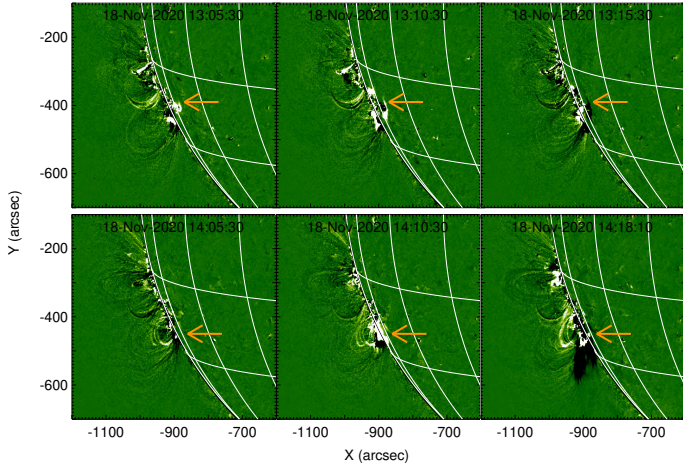 18-Nov-2020 13:05:30 18-Nov-2020 13:10:30 18-Nov-2020 13:15:30
-200
-400
-600
18-Nov-2020 14:05:30 18-Nov-2020 14:10:30 18-Nov-2020 14:18:10
-200
-400
-600
Y (arcsec)
-1100 -900 -700 -1100 -900 -700 -1100 -900 -700
X (arcsec)